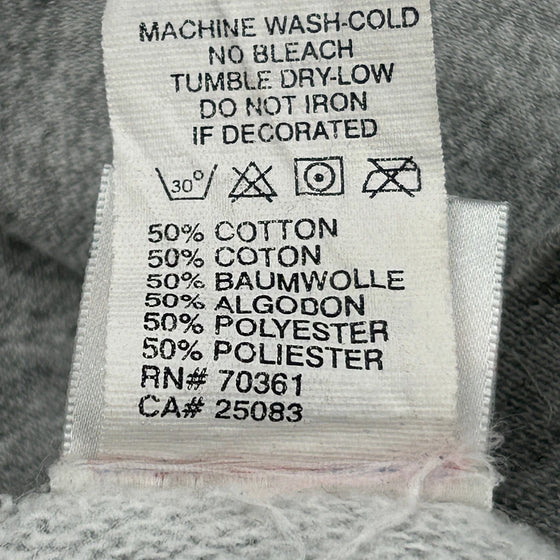 MACHINE WASH-COLD
NO BLEACH
TUMBLE DRY-LOW
DO NOT IRON
IF DECORATED
30°
50% COTTON
50% COTON
50% BAUMWOLLE
50% ALGODON
50% POLYESTER
50% POLIESTER
RN# 70361
CA# 25083